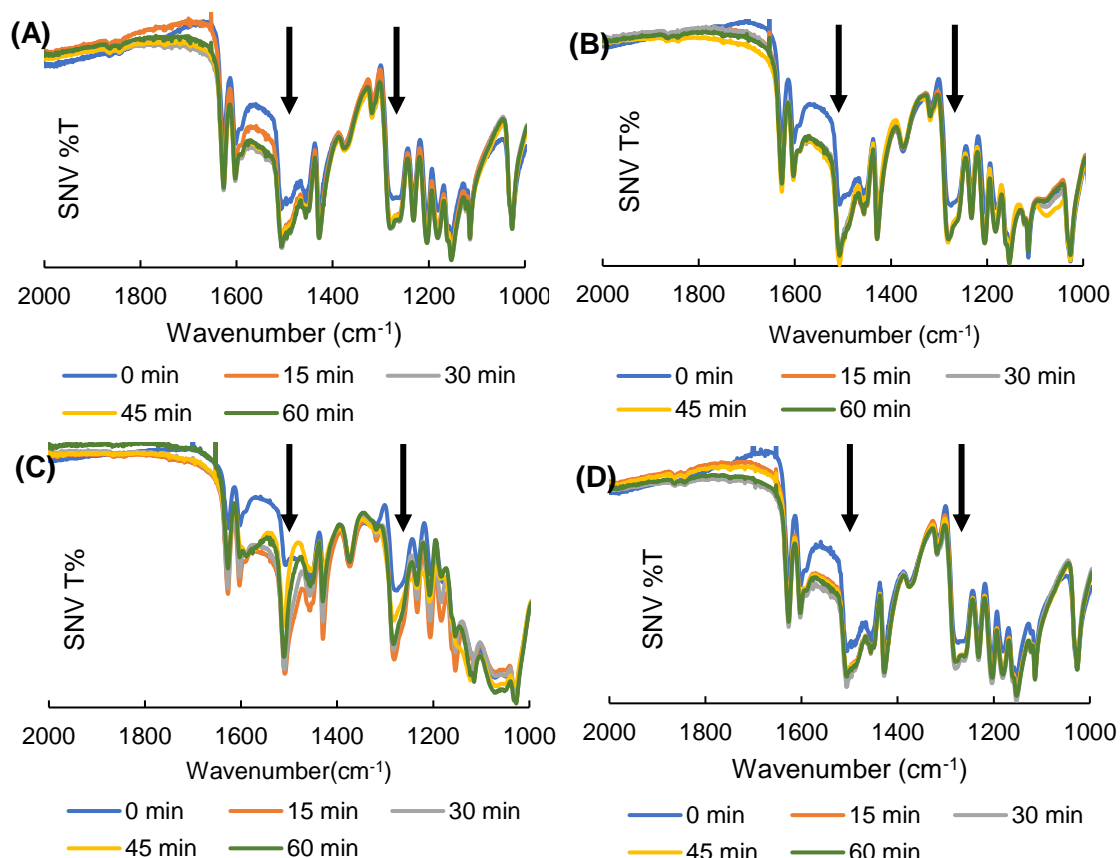 (A)
SNV %T
2000 1800 1600 1400 1200 1000
Wavenumber (cm-1)
0 min 15 min 30 min
45 min 60 min
(B)
SNV T%
2000 1800 1600 1400 1200 1000
Wavenumber (cm-1)
0 min 15 min 30 min
45 min 60 min
(C)
SNV T%
2000 1800 1600 1400 1200 1000
Wavenumber(cm-1)
0 min 15 min 30 min
45 min 60 min
(D)
SNV %T
2000 1800 1600 1400 1200 1000
Wavenumber (cm-1)
0 min 15 min 30 min
45 min 60 min